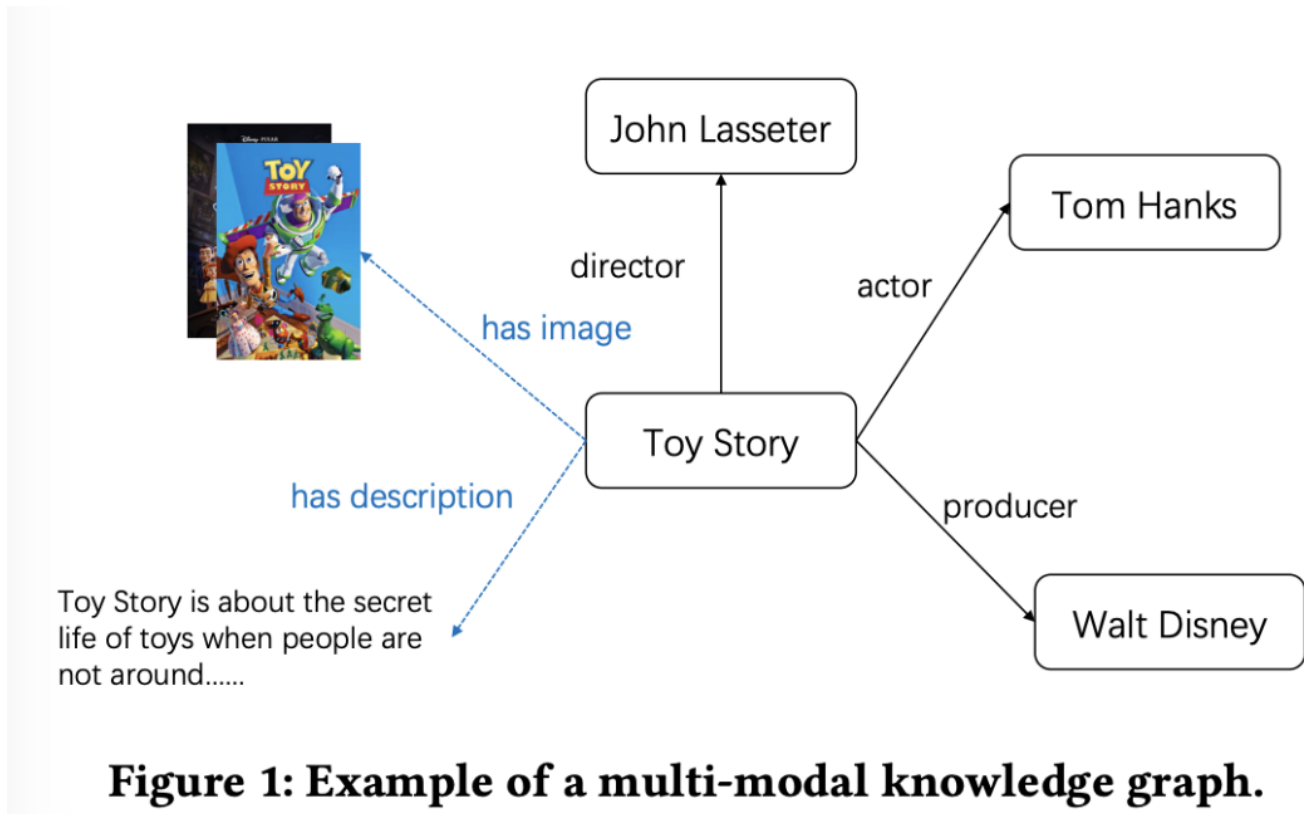 John Lasseter
Disney PIXAR
TOY
STORY
Tom Hanks
director
actor
has image
Toy Story
has description
producer
Toy Story is about the secret
life of toys when people are
not around......
Walt Disney
Figure 1: Example of a multi-modal knowledge graph.